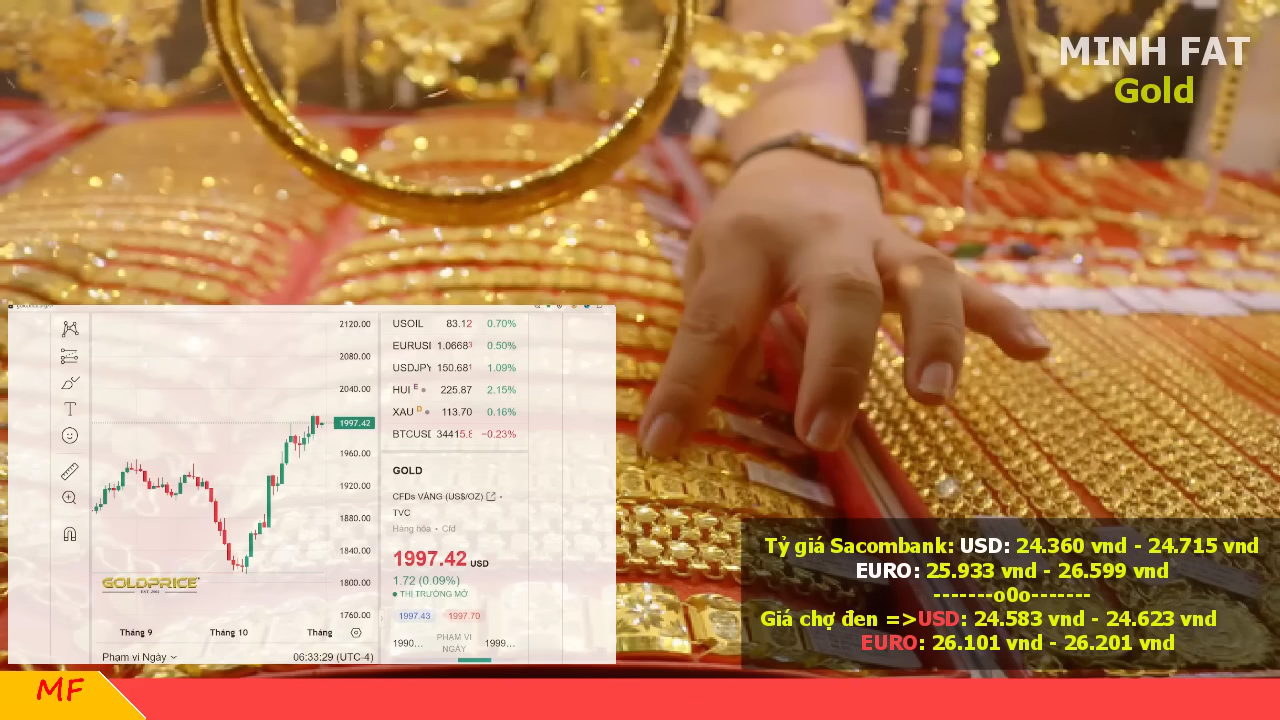 MINH FAT
Gold
2120.00
2080.00
2040.00
1997.42
1960.00
1920.00
1880.00
1840.00
1800.00
1760.00
GOLDPRICE
Tháng 9 Tháng 10 Tháng
Phạm vi Ngày 06:33:29 (UTC-4)
USOIL 83.12 0.70%
EURUSI 1.0668³ 0.50%
USDJPY 150.68¹ 1.09%
HUI E 225.87 2.15%
XAU D 113.70 0.16%
BTCUSI 34415.8 −0.23%
GOLD
CFDs VÀNG (US$/OZ)
TVC
Hàng hóa • Cfd
1997.42 USD
1.72 (0.09%)
THỊ TRƯỜNG MỞ
1997.43 1997.70
1990... PHẠM VI NGÀY 1999...
Tỷ giá Sacombank: USD: 24.360 vnd - 24.715 vnd
EURO: 25.933 vnd - 26.599 vnd
-------o0o-------
Giá chợ đen =>USD: 24.583 vnd - 24.623 vnd
EURO: 26.101 vnd - 26.201 vnd
MF